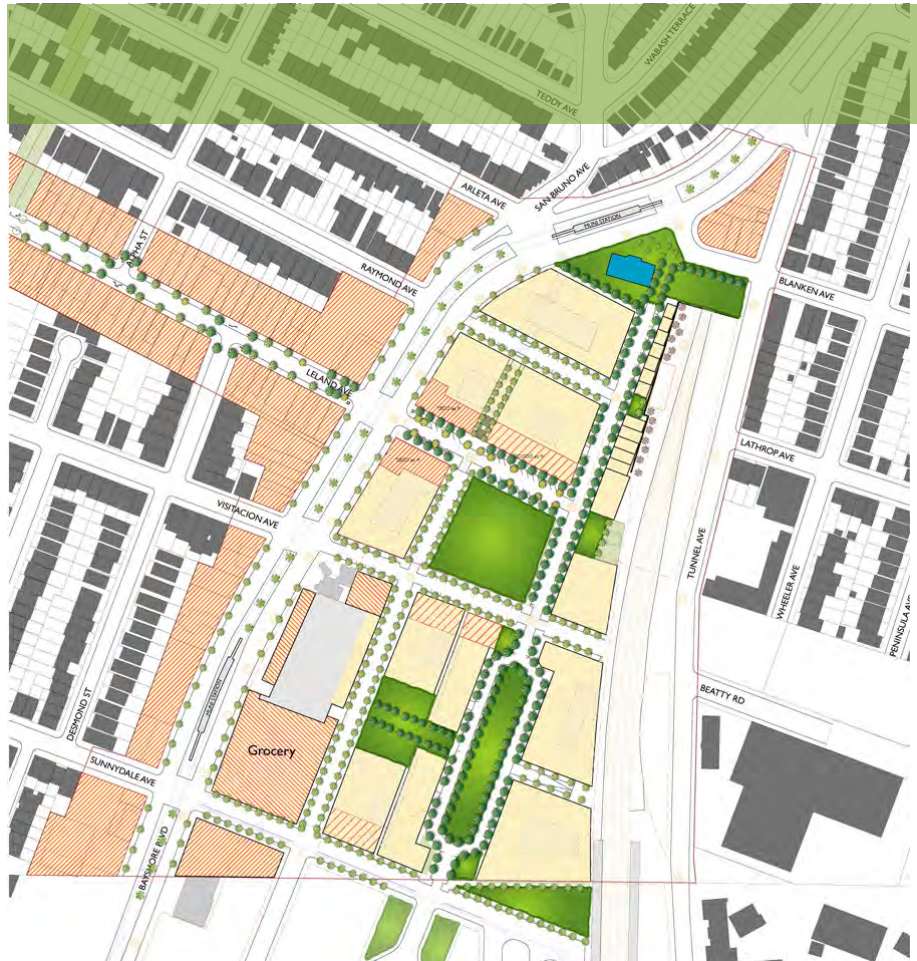 WABASH TERRACE
TEDDY AVE
ARLETA AVE
SAN BRUNO AVE
MUNI STATION
ALPHA ST
RAYMOND AVE
BLANKEN AVE
LELAND AVE
LATHROP AVE
VISITACION AVE
TUNNEL AVE
WHEELER AVE
PENINSULA AVE
MUNI STATION
DESMOND ST
BEATTY RD
Grocery
SUNNYDALE AVE
BAYSHORE BLVD